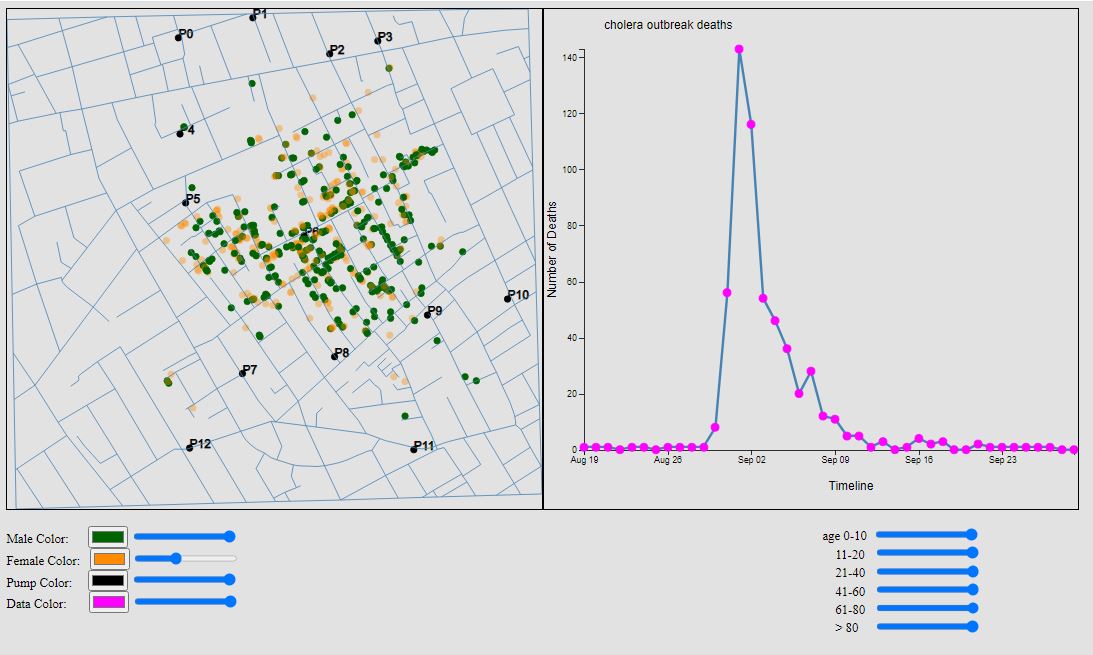 P1
P0
P3
P2
4
P5
P6
P10
P9
P8
P7
P12
P11
cholera outbreak deaths
140
120
100
80
60
40
20
0
Number of Deaths
Aug 19
Aug 26
Sep 02
Sep 09
Sep 16
Sep 23
Timeline
Male Color:
Female Color:
Pump Color:
Data Color:
age 0-10
11-20
21-40
41-60
61-80
> 80